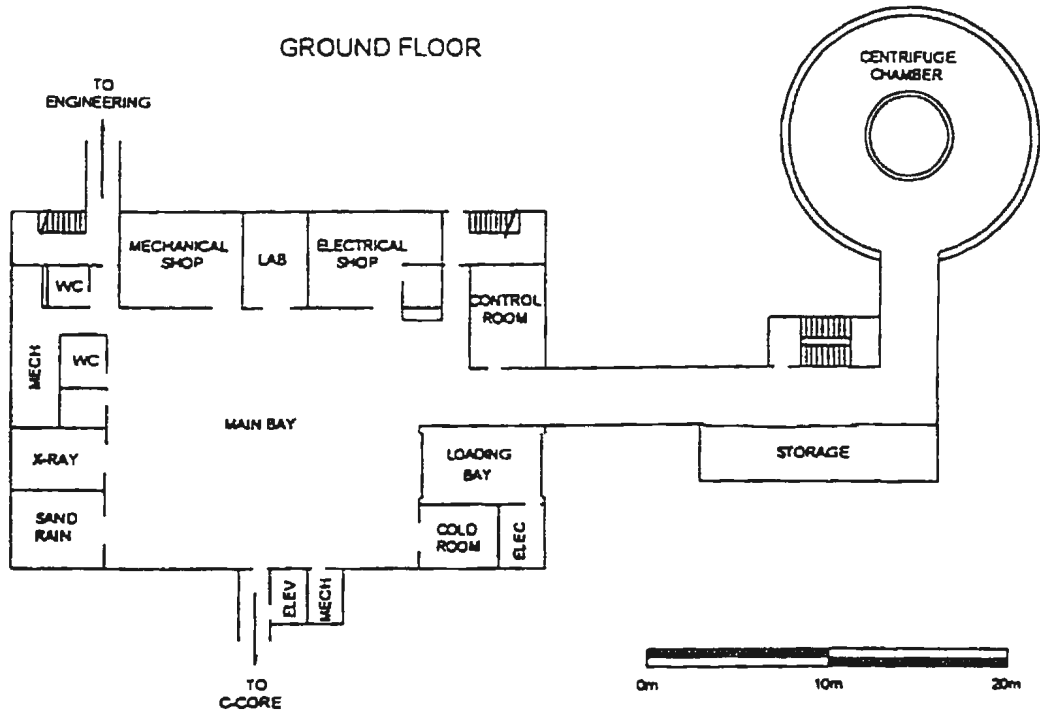 GROUND FLOOR
CENTRIFUGE
CHAMBER
TO
ENGINEERING
MECHANICAL
SHOP
LAB
ELECTRICAL
SHOP
WC
CONTROL
ROOM
MECH
WC
MAIN BAY
X-RAY
LOADING
BAY
STORAGE
SAND
RAIN
COLD
ROOM
ELEC
ELEV
MECH
TO
C-CORE
0m
10m
20m